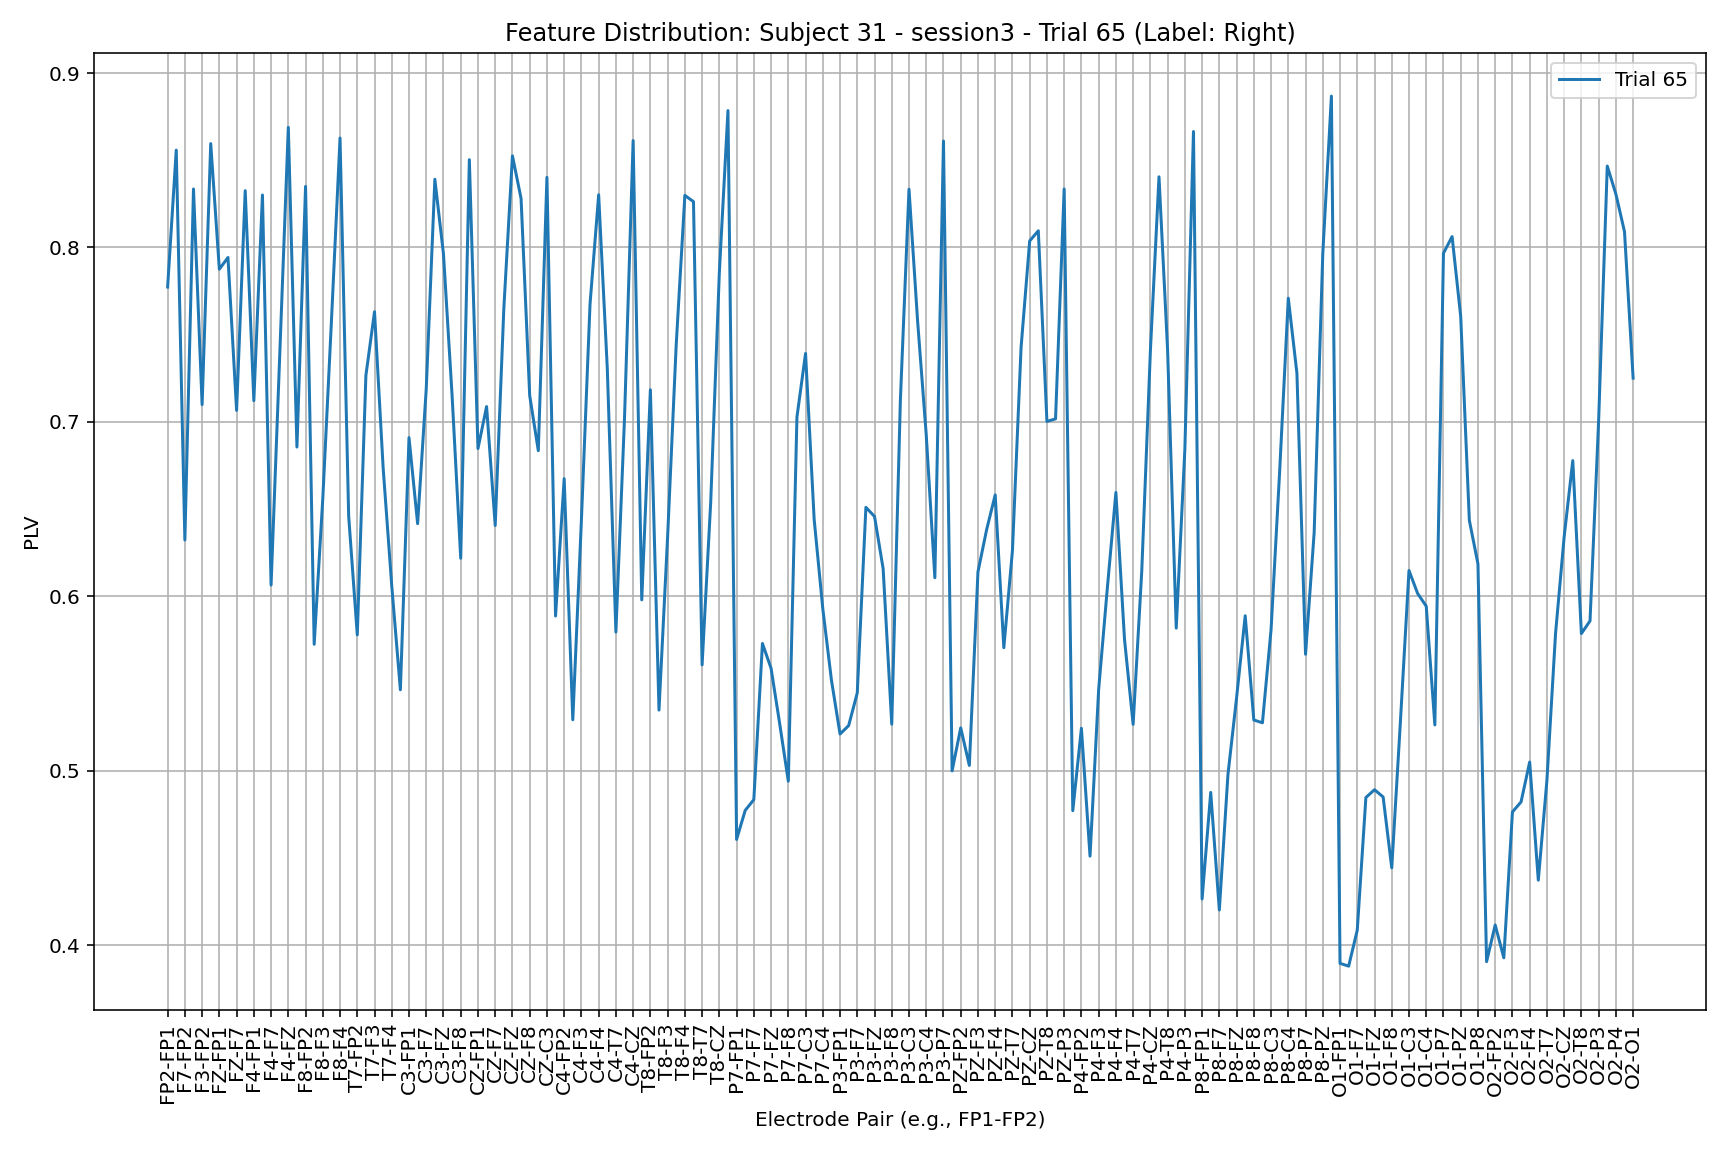 Feature Distribution: Subject 31 - session3 - Trial 65 (Label: Right)
Trial 65
PLV
0.9
0.8
0.7
0.6
0.5
0.4
FP2-FP1
F7-FP2
F3-FP2
FZ-FP1
FZ-F7
F4-FP1
F4-F7
F4-FZ
F8-FP2
F8-F3
F8-F4
T7-FP2
T7-F3
T7-F4
C3-FP1
C3-F7
C3-FZ
C3-F8
CZ-FP1
CZ-F7
CZ-FZ
CZ-F8
CZ-C3
C4-FP2
C4-F3
C4-F4
C4-T7
C4-CZ
T8-FP2
T8-F3
T8-F4
T8-T7
T8-CZ
P7-FP1
P7-F7
P7-FZ
P7-F8
P7-C3
P7-C4
P3-FP1
P3-F7
P3-FZ
P3-F8
P3-C3
P3-C4
P3-P7
PZ-FP2
PZ-F3
PZ-F4
PZ-T7
PZ-CZ
PZ-T8
PZ-P3
P4-FP2
P4-F3
P4-F4
P4-T7
P4-CZ
P4-T8
P4-P3
P8-FP1
P8-F7
P8-FZ
P8-F8
P8-C3
P8-C4
P8-P7
P8-PZ
O1-FP1
O1-F7
O1-FZ
O1-F8
O1-C3
O1-C4
O1-P7
O1-PZ
O1-P8
O2-FP2
O2-F3
O2-F4
O2-T7
O2-CZ
O2-T8
O2-P3
O2-P4
O2-O1
Electrode Pair (e.g., FP1-FP2)